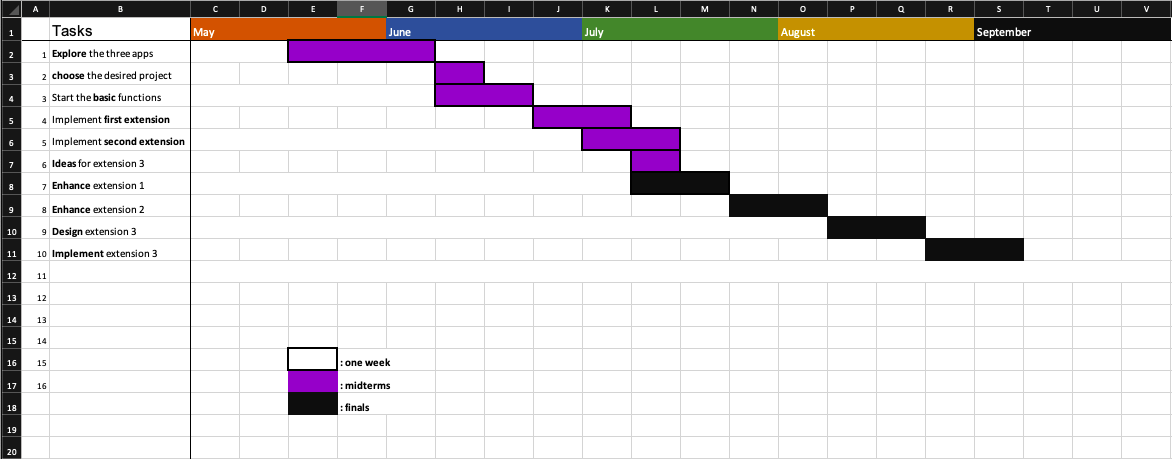 A B C D E F G H I J K L M N O P Q R S T U V
1 Tasks May June July August September
2 1 Explore the three apps
3 2 choose the desired project
4 3 Start the basic functions
5 4 Implement first extension
6 5 Implement second extension
7 6 Ideas for extension 3
8 7 Enhance extension 1
9 8 Enhance extension 2
10 9 Design extension 3
11 10 Implement extension 3
12 11
13 12
14 13
15 14
16 15 : one week
17 16 : midterms
18 : finals
19
20